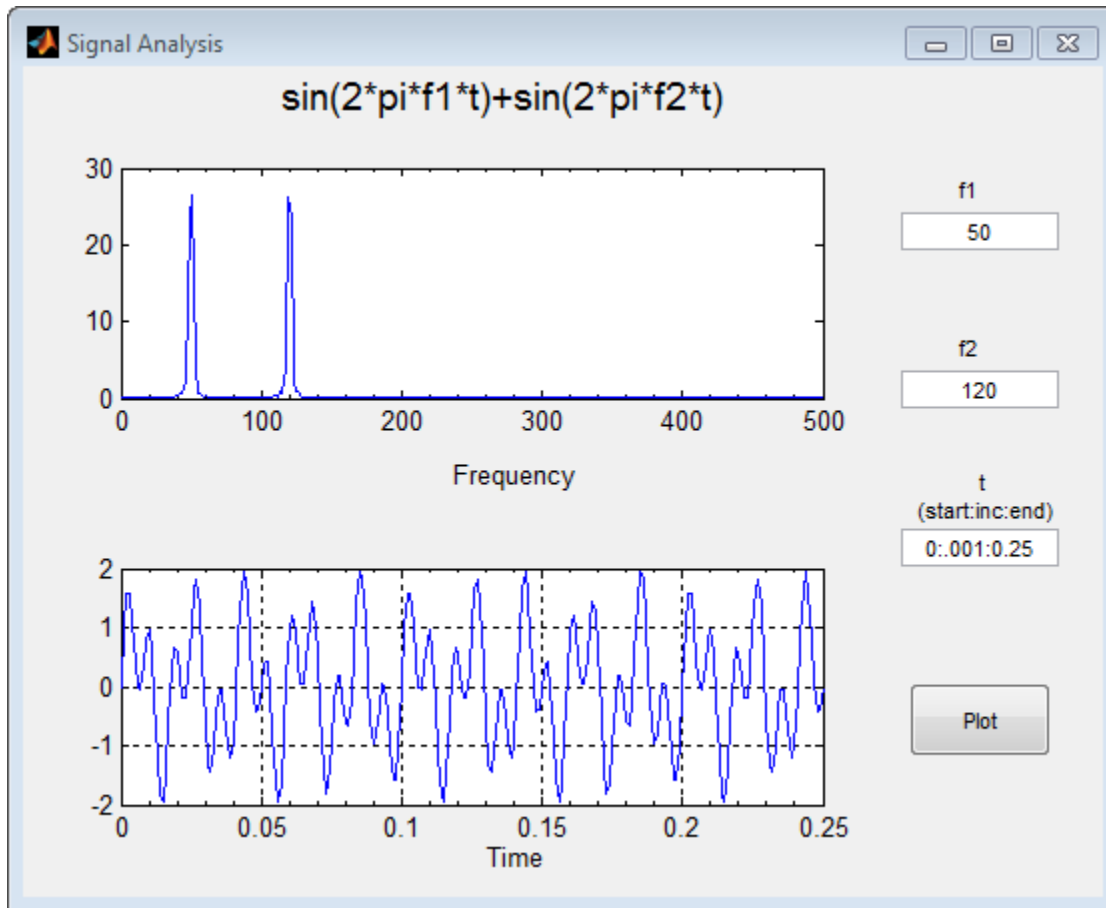 Signal Analysis
sin(2*pi*f1*t)+sin(2*pi*f2*t)
30
20
10
0
0 100 200 300 400 500
Frequency
f1
50
f2
120
t
(start:inc:end)
0:.001:0.25
2
1
0
-1
-2
0 0.05 0.1 0.15 0.2 0.25
Time
Plot